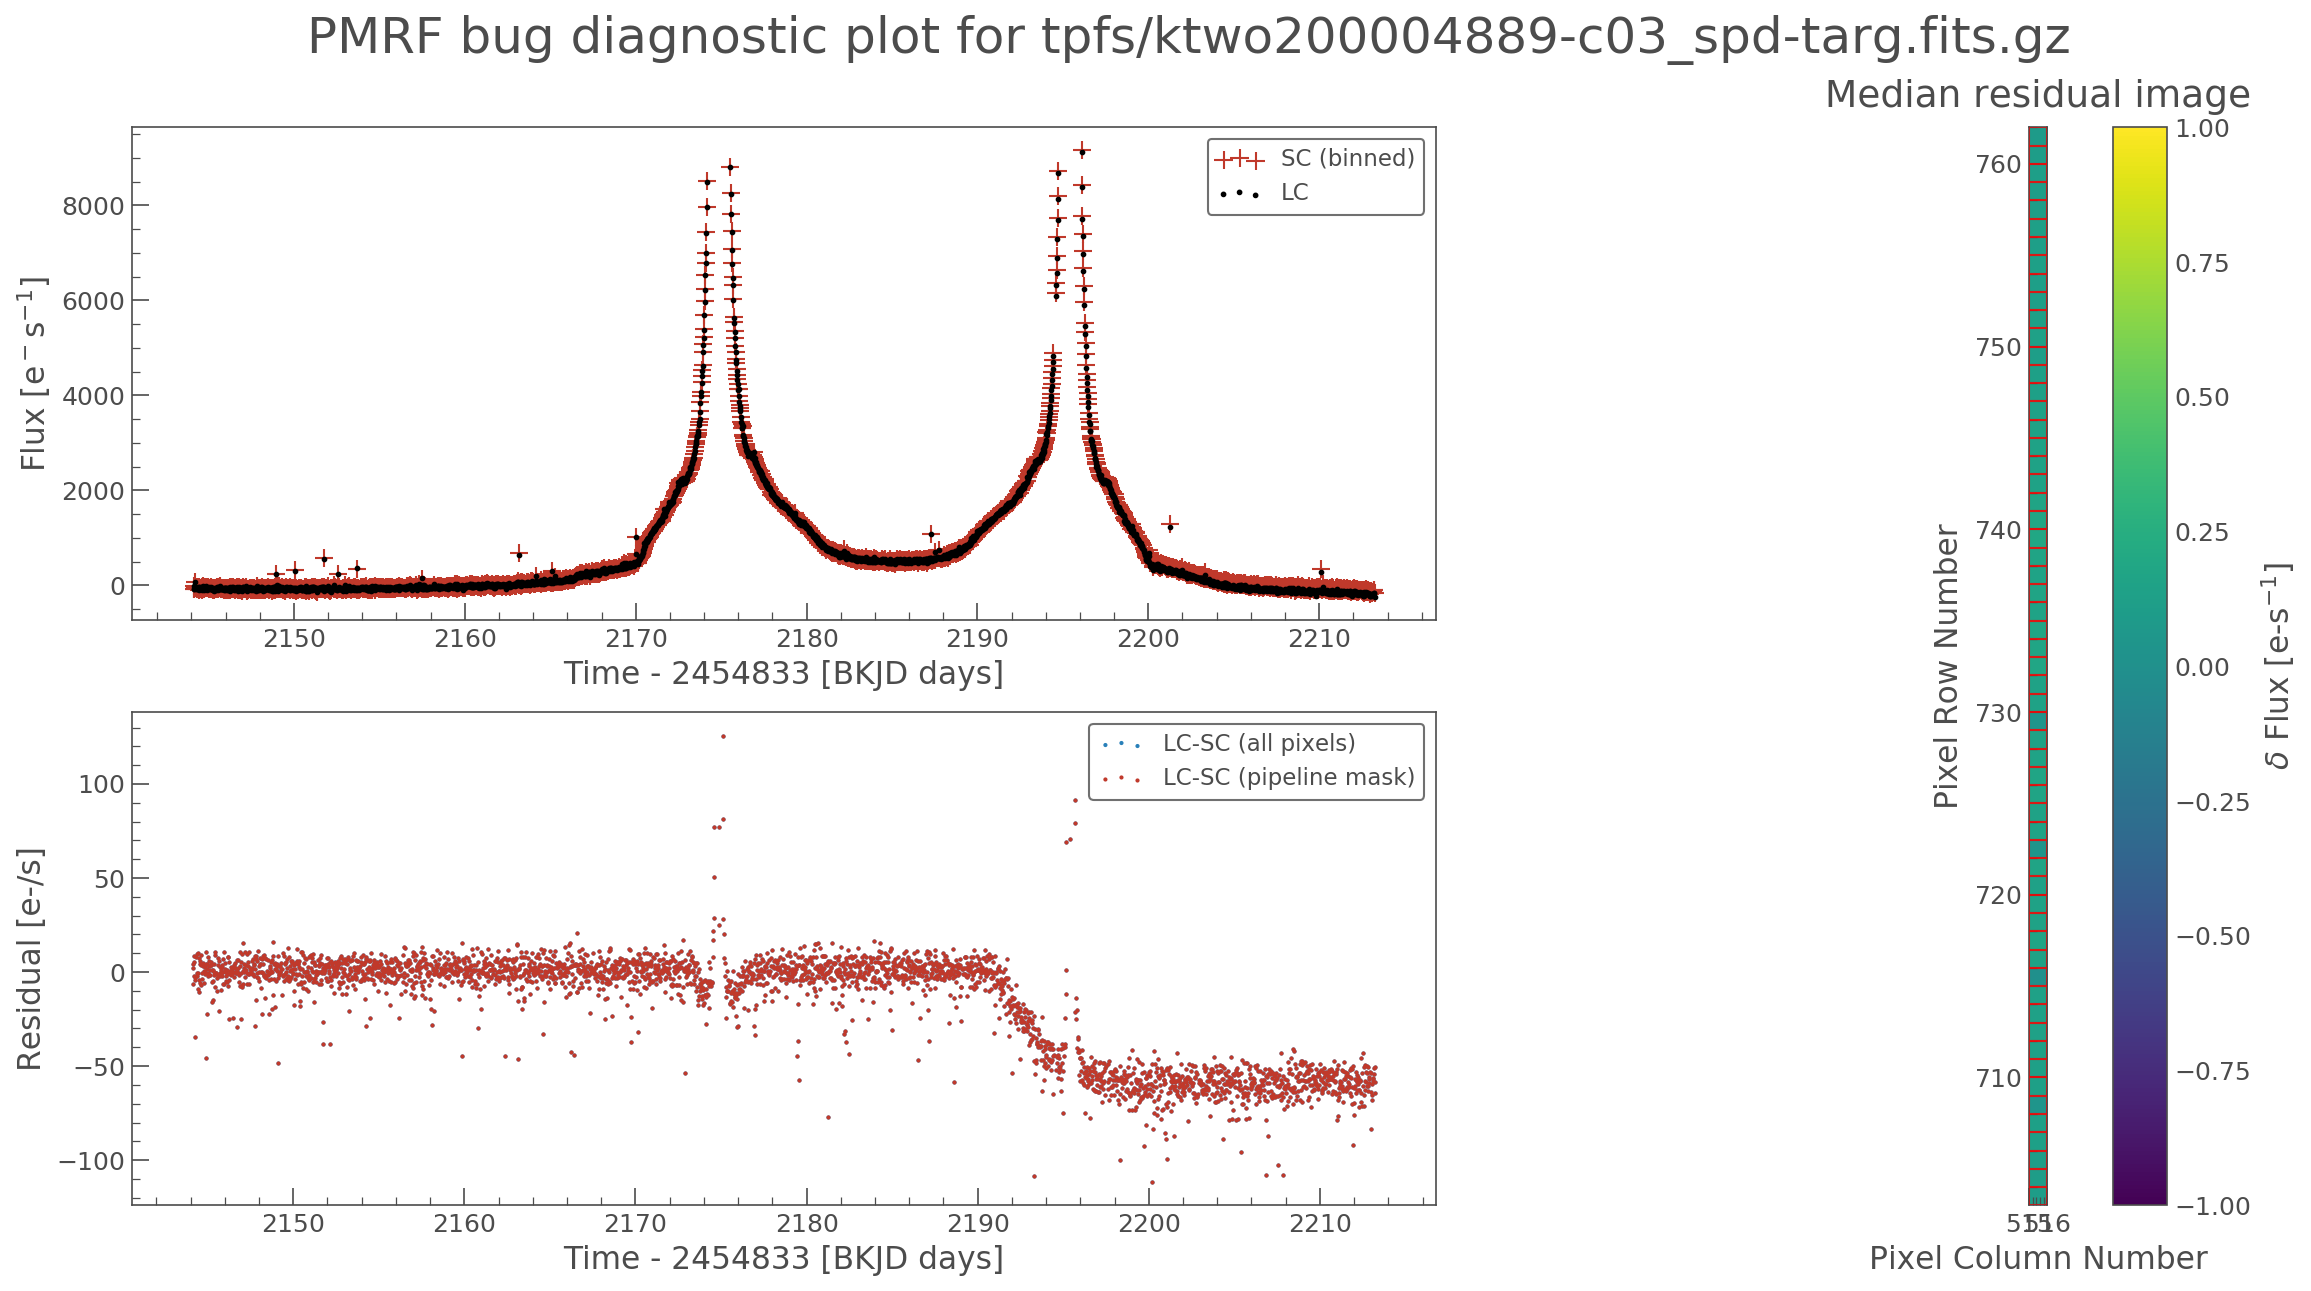 PMRF bug diagnostic plot for tpfs/ktwo200004889-c03_spd-targ.fits.gz
Flux [e⁻ s⁻¹]
8000
6000
4000
2000
0
SC (binned)
LC
2150 2160 2170 2180 2190 2200 2210
Time - 2454833 [BKJD days]
Residual [e-/s]
100
50
0
−50
−100
LC-SC (all pixels)
LC-SC (pipeline mask)
2150 2160 2170 2180 2190 2200 2210
Time - 2454833 [BKJD days]
Median residual image
Pixel Row Number
760
750
740
730
720
710
515 516
Pixel Column Number
1.00
0.75
0.50
0.25
0.00
−0.25
−0.50
−0.75
−1.00
δ Flux [e-s⁻¹]